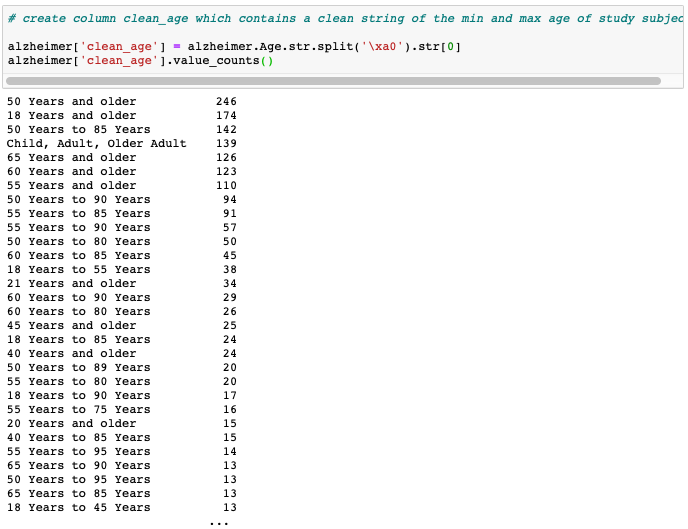 # create column clean_age which contains a clean string of the min and max age of study subjec
alzheimer['clean_age'] = alzheimer.Age.str.split('\xa0').str[0]
alzheimer['clean_age'].value_counts()
50 Years and older 246
18 Years and older 174
50 Years to 85 Years 142
Child, Adult, Older Adult 139
65 Years and older 126
60 Years and older 123
55 Years and older 110
50 Years to 90 Years 94
55 Years to 85 Years 91
55 Years to 90 Years 57
50 Years to 80 Years 50
60 Years to 85 Years 45
18 Years to 55 Years 38
21 Years and older 34
60 Years to 90 Years 29
60 Years to 80 Years 26
45 Years and older 25
18 Years to 85 Years 24
40 Years and older 24
50 Years to 89 Years 20
55 Years to 80 Years 20
18 Years to 90 Years 17
55 Years to 75 Years 16
20 Years and older 15
40 Years to 85 Years 15
55 Years to 95 Years 14
65 Years to 90 Years 13
50 Years to 95 Years 13
65 Years to 85 Years 13
18 Years to 45 Years 13
...